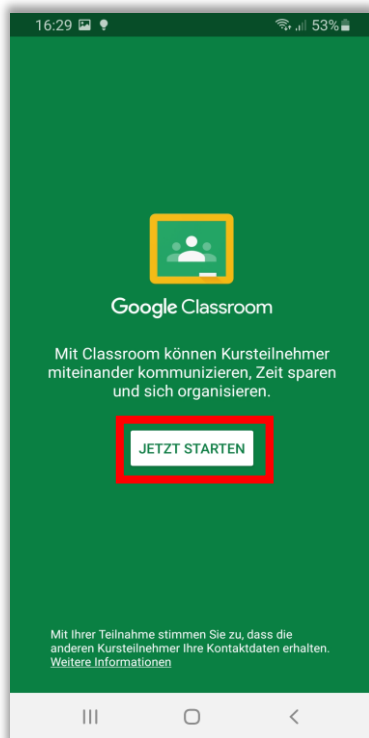 16:29 53%
Google Classroom
Mit Classroom können Kursteilnehmer
miteinander kommunizieren, Zeit sparen
und sich organisieren.
JETZT STARTEN
Mit Ihrer Teilnahme stimmen Sie zu, dass die
anderen Kursteilnehmer Ihre Kontaktdaten erhalten.
Weitere Informationen